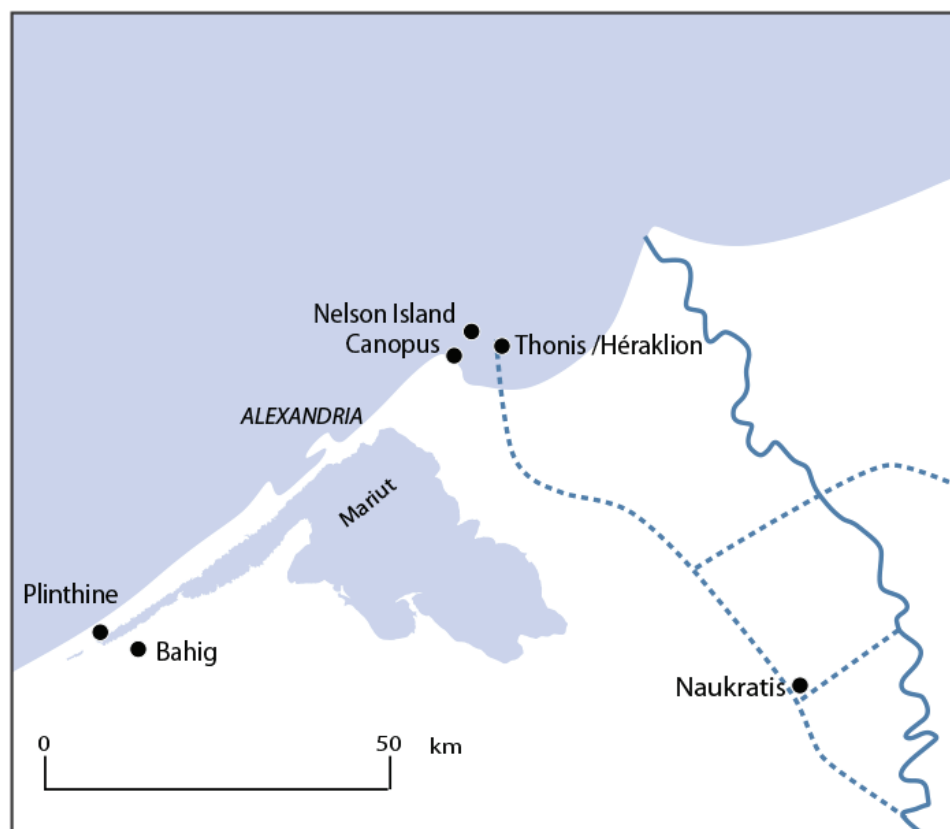 Nelson Island
Canopus
Thonis /Héraklion
ALEXANDRIA
Mariut
Plinthine
Bahig
Naukratis
0 50 km